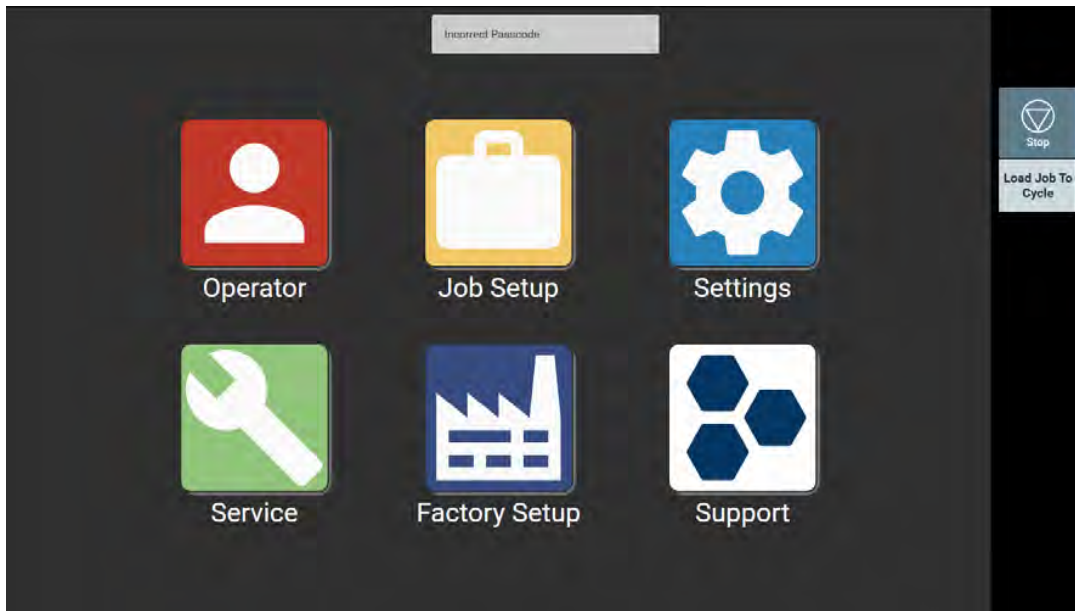 Incorrect Passcode
Stop
Load Job To
Cycle
Operator
Job Setup
Settings
Service
Factory Setup
Support